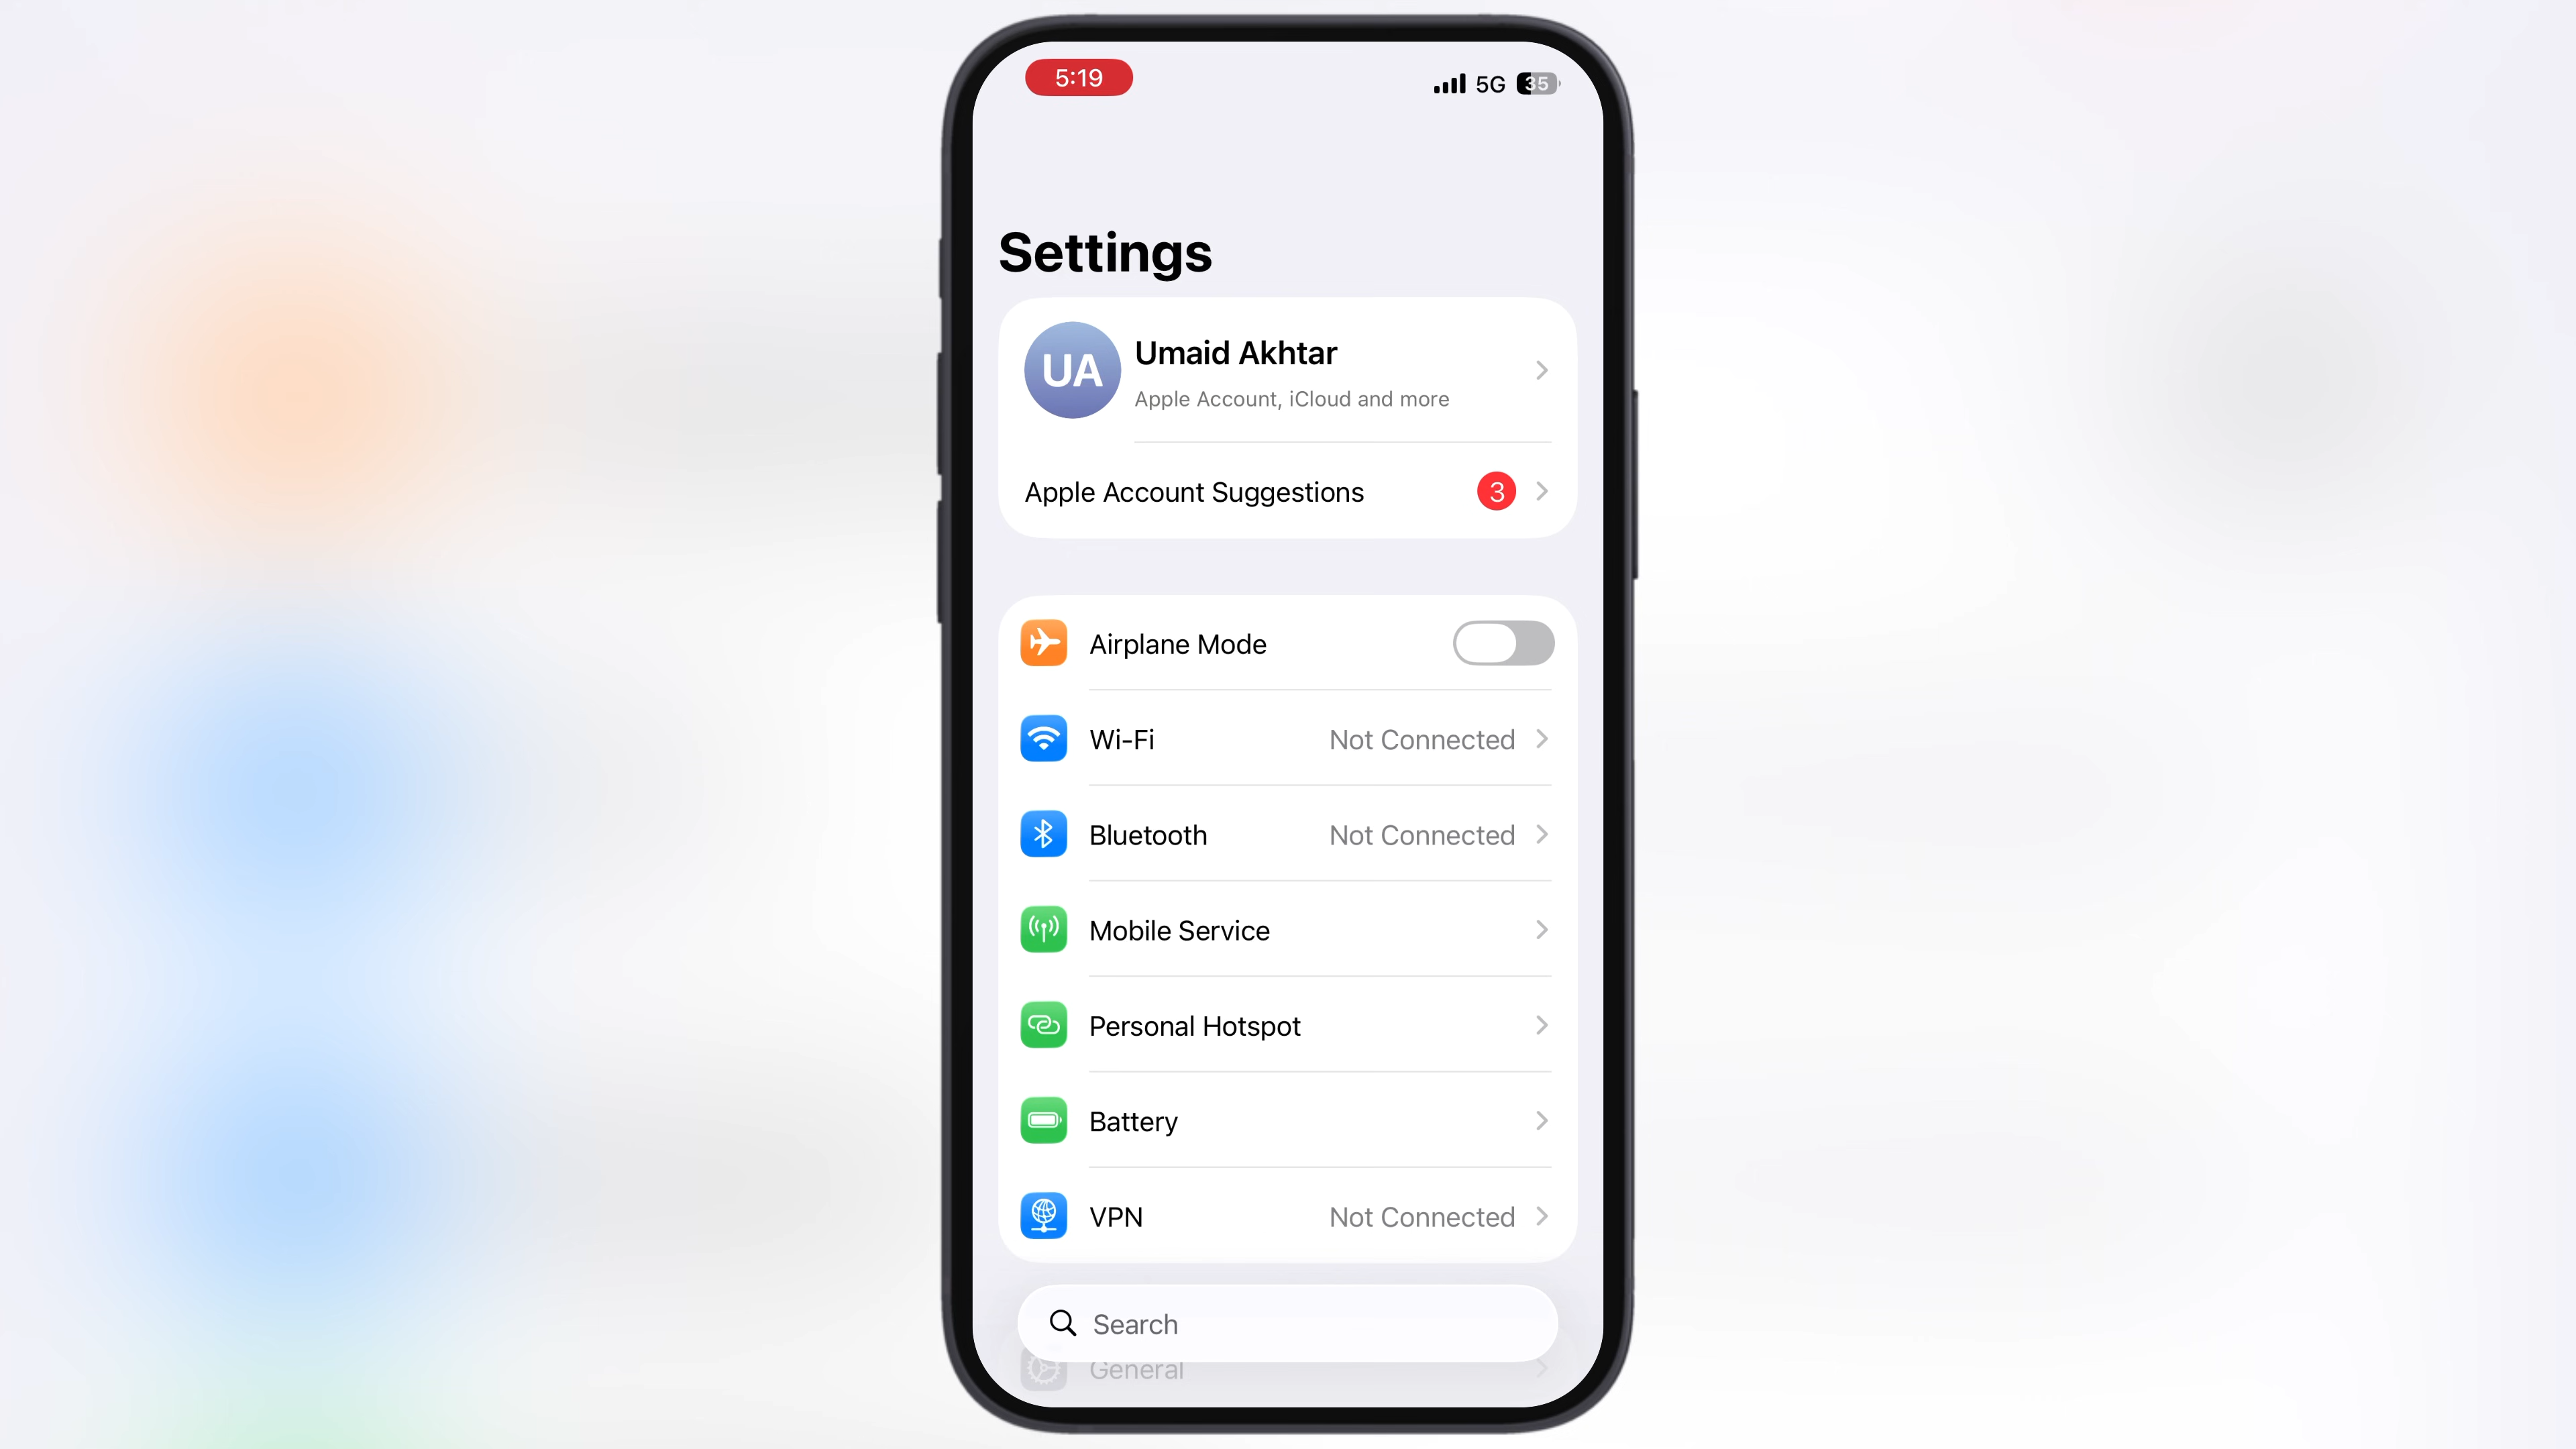 5:19
5G 35
Settings
UA
Umaid Akhtar
Apple Account, iCloud and more
Apple Account Suggestions 3
Airplane Mode
Wi-Fi Not Connected
Bluetooth Not Connected
Mobile Service
Personal Hotspot
Battery
VPN Not Connected
Search
General